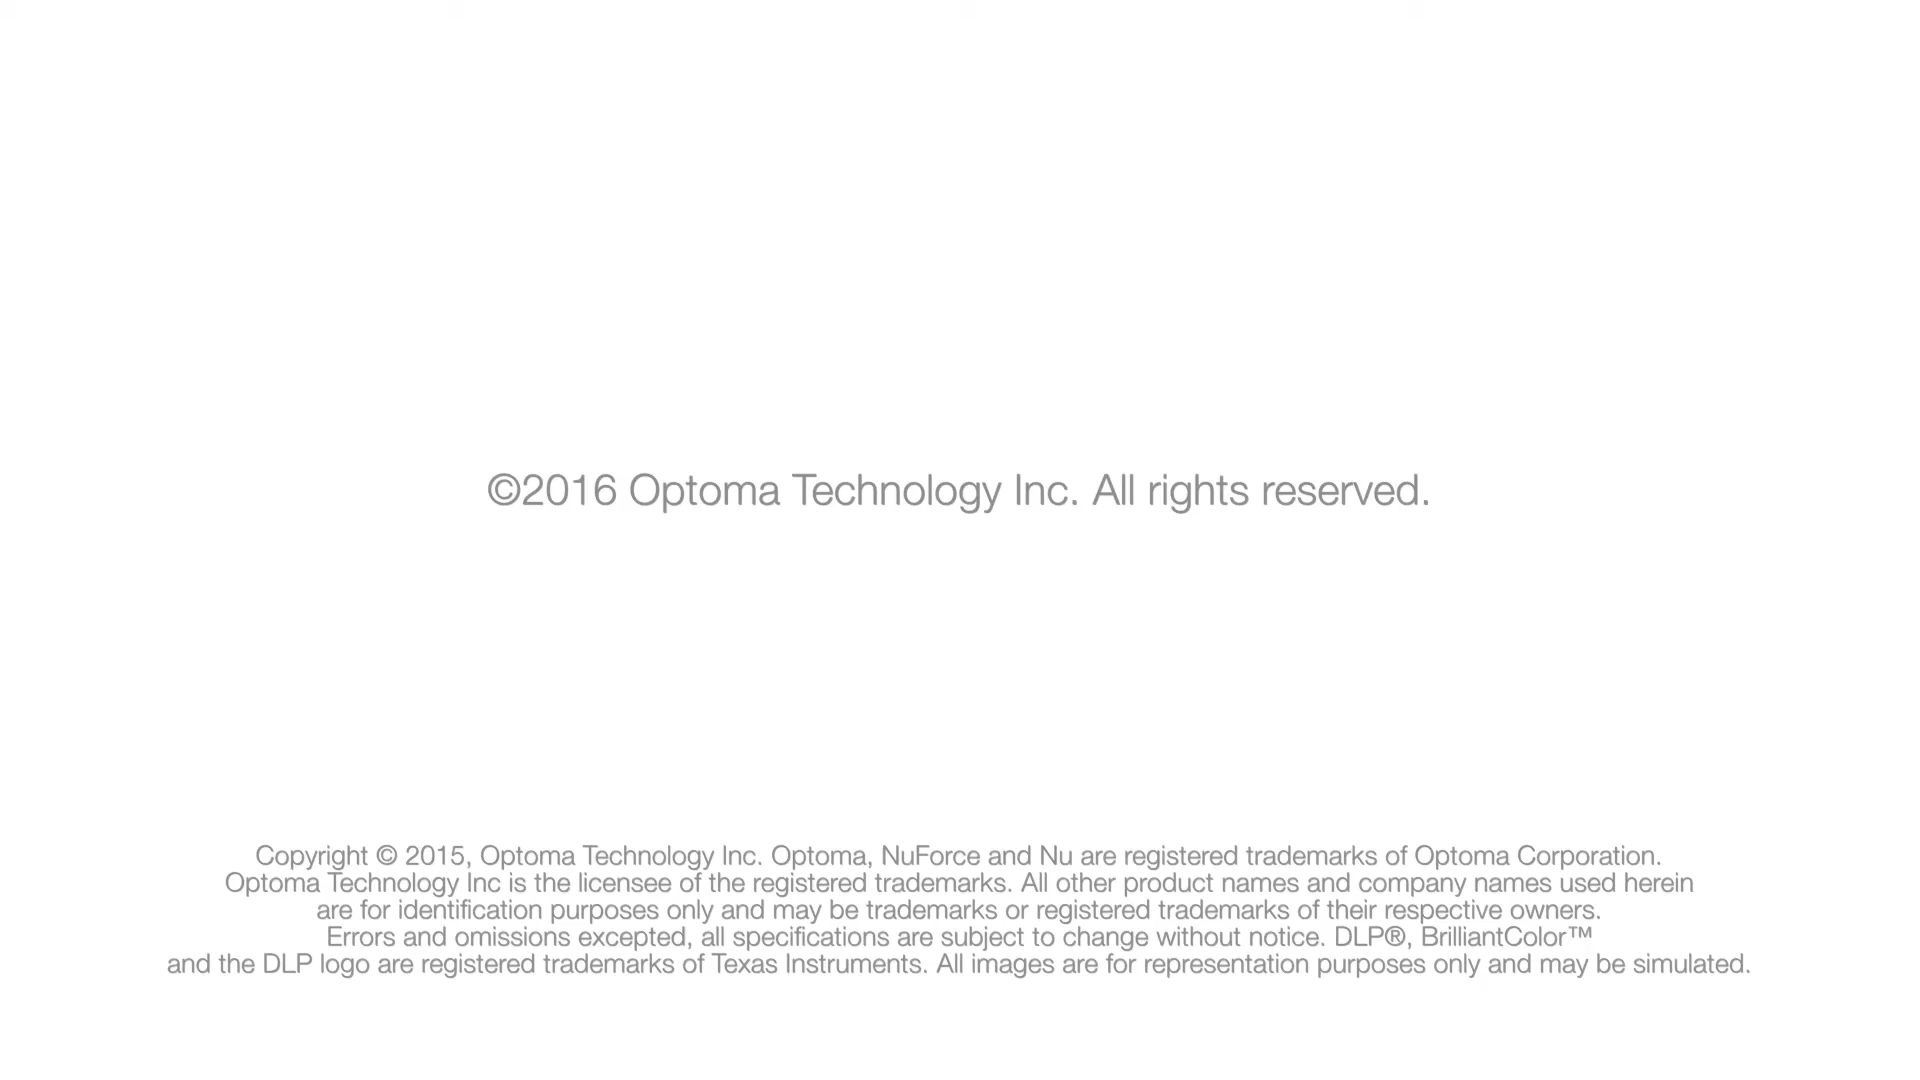 ©2016 Optoma Technology Inc. All rights reserved.
Copyright © 2015, Optoma Technology Inc. Optoma, NuForce and Nu are registered trademarks of Optoma Corporation.
Optoma Technology Inc is the licensee of the registered trademarks. All other product names and company names used herein
are for identification purposes only and may be trademarks or registered trademarks of their respective owners.
Errors and omissions excepted, all specifications are subject to change without notice. DLP®, BrilliantColor™
and the DLP logo are registered trademarks of Texas Instruments. All images are for representation purposes only and may be simulated.